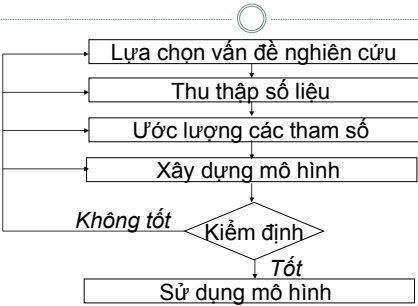 Lựa chọn vấn đề nghiên cứu
Thu thập số liệu
Ước lượng các tham số
Xây dựng mô hình
Không tốt
Kiểm định
Tốt
Sử dụng mô hình